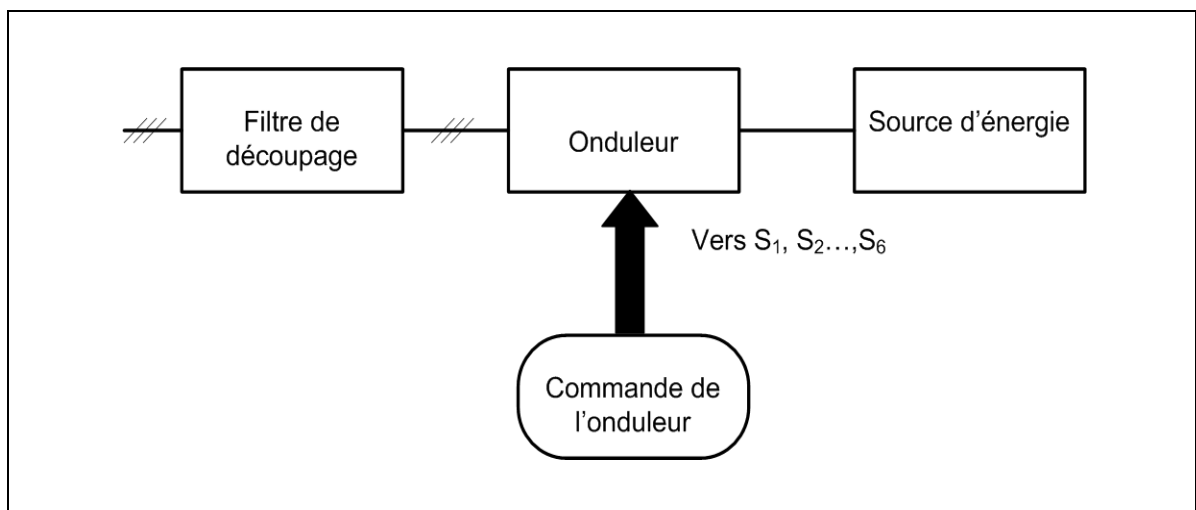 Filtre de
découpage
Onduleur
Source d’énergie
Vers S₁, S₂…,S₆
Commande de
l’onduleur